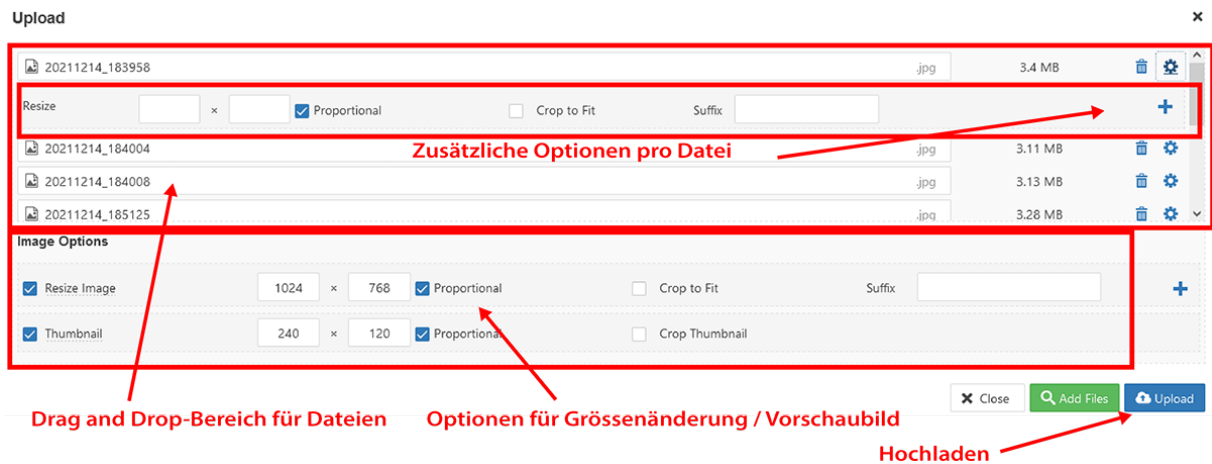 Upload ×
20211214_183958 .jpg 3.4 MB
Resize × Proportional Crop to Fit Suffix
Zusätzliche Optionen pro Datei
20211214_184004 .jpg 3.11 MB
20211214_184008 .jpg 3.13 MB
20211214_185125 .jpg 3.28 MB
Image Options
Resize Image 1024 × 768 Proportional Crop to Fit Suffix
Thumbnail 240 × 120 Proportional Crop Thumbnail
Close Add Files Upload
Drag and Drop-Bereich für Dateien Optionen für Grössenänderung / Vorschaubild
Hochladen